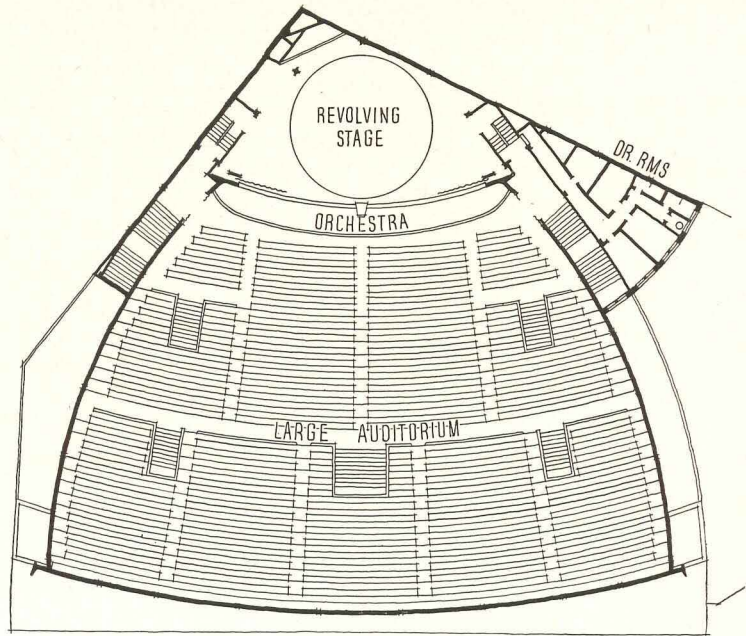 REVOLVING
STAGE
DR. RMS
ORCHESTRA
LARGE AUDITORIUM